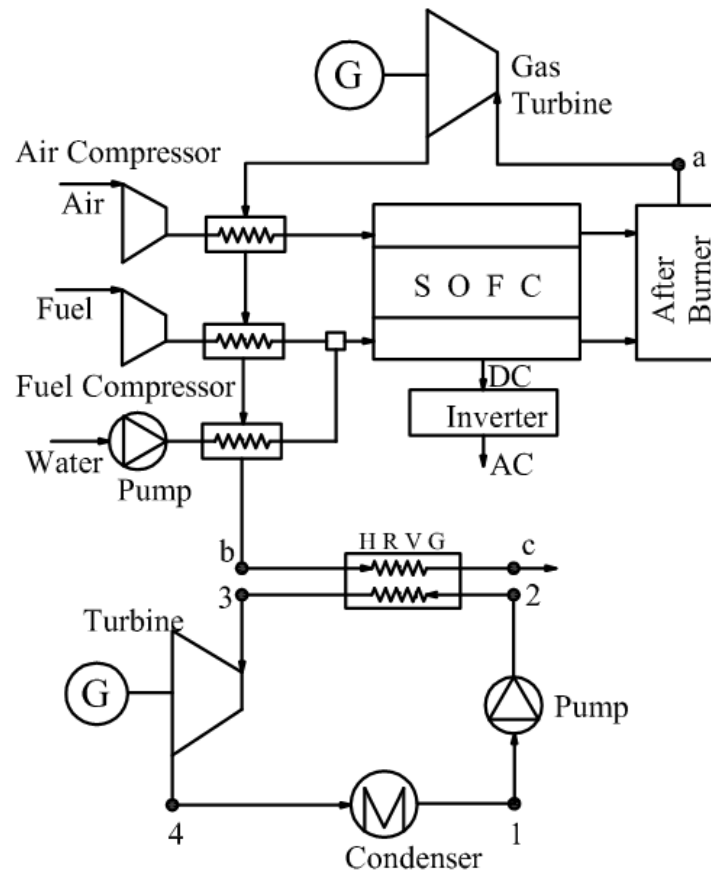 G
Gas
Turbine
a
Air Compressor
Air
Fuel
Fuel Compressor
Water
Pump
S O F C
After
Burner
DC
Inverter
AC
b
H R V G
c
3
2
Turbine
G
Pump
4
1
Condenser